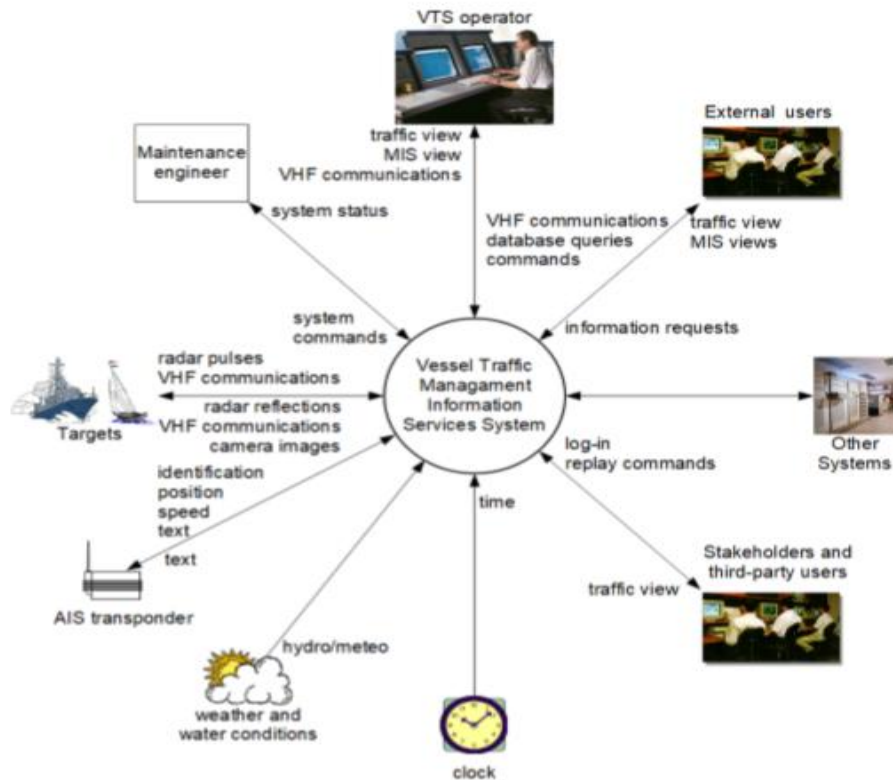 VTS operator
traffic view
MIS view
VHF communications
External users
Maintenance
engineer
system status
VHF communications
database queries
commands
traffic view
MIS views
system
commands
information requests
radar pulses
VHF communications
Vessel Traffic
Managament
Information
Services System
Targets
radar reflections
VHF communications
camera images
Other
Systems
log-in
replay commands
identification
position
speed
text
text
time
AIS transponder
Stakeholders and
third-party users
traffic view
hydro/meteo
weather and
water conditions
clock